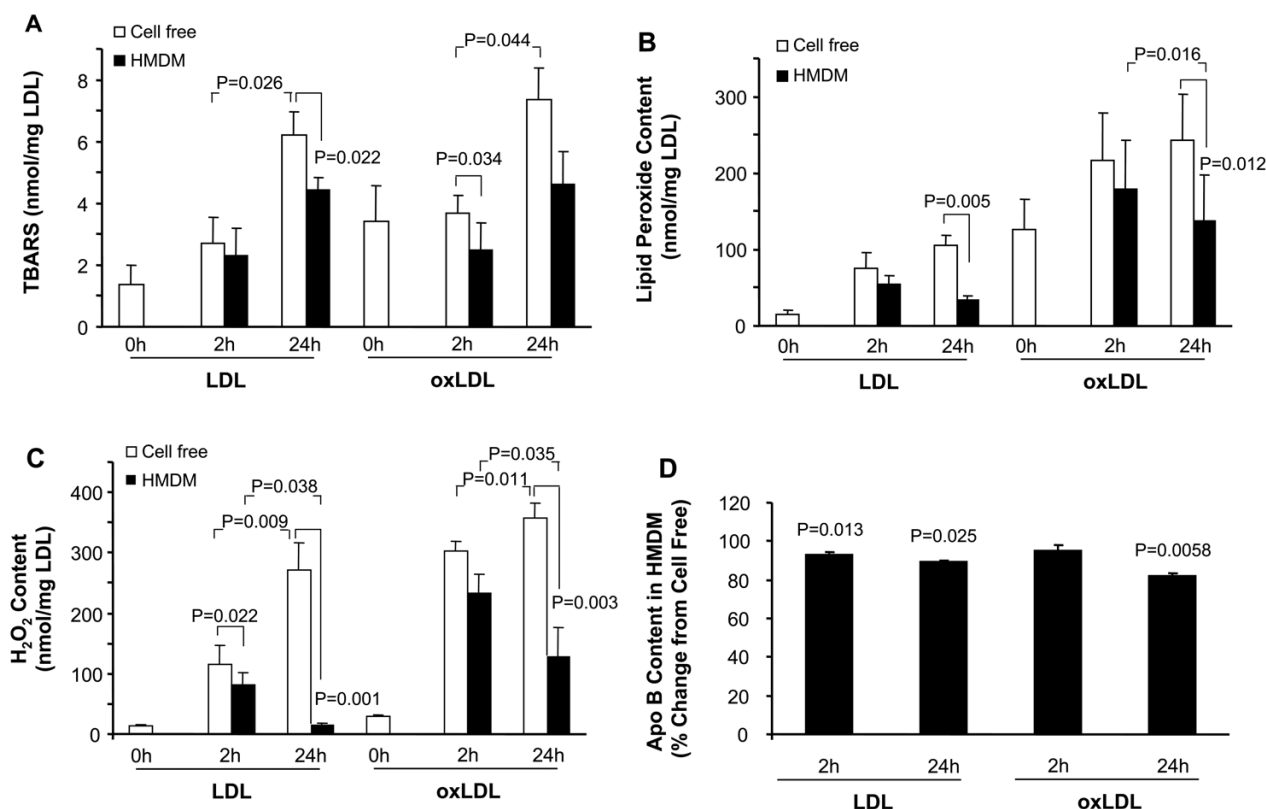 A
Cell free
HMDM
TBARS (nmol/mg LDL)
8
6
4
2
0
P=0.026
P=0.022
P=0.034
P=0.044
0h 2h 24h 0h 2h 24h
LDL oxLDL
B
Cell free
HMDM
Lipid Peroxide Content
(nmol/mg LDL)
300
250
200
150
100
50
0
P=0.005
P=0.016
P=0.012
0h 2h 24h 0h 2h 24h
LDL oxLDL
C
Cell free
HMDM
H2O2 Content
(nmol/mg LDL)
400
300
200
100
0
P=0.038
P=0.009
P=0.022
P=0.001
P=0.035
P=0.011
P=0.003
0h 2h 24h 0h 2h 24h
LDL oxLDL
D
Apo B Content in HMDM
(% Change from Cell Free)
120
100
80
60
40
20
0
P=0.013
P=0.025
P=0.0058
2h 24h 2h 24h
LDL oxLDL